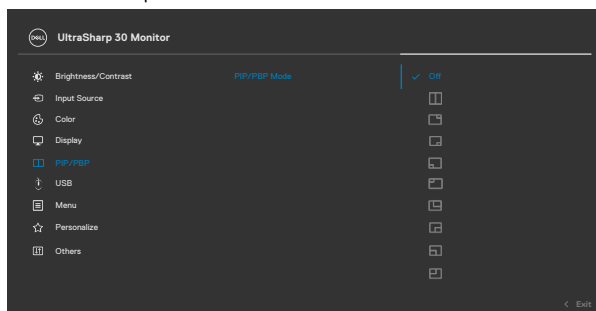 DELL
UltraSharp 30 Monitor
Brightness/Contrast
PIP/PBP Mode
Off
Input Source
Color
Display
PIP/PBP
USB
Menu
Personalize
Others
Exit